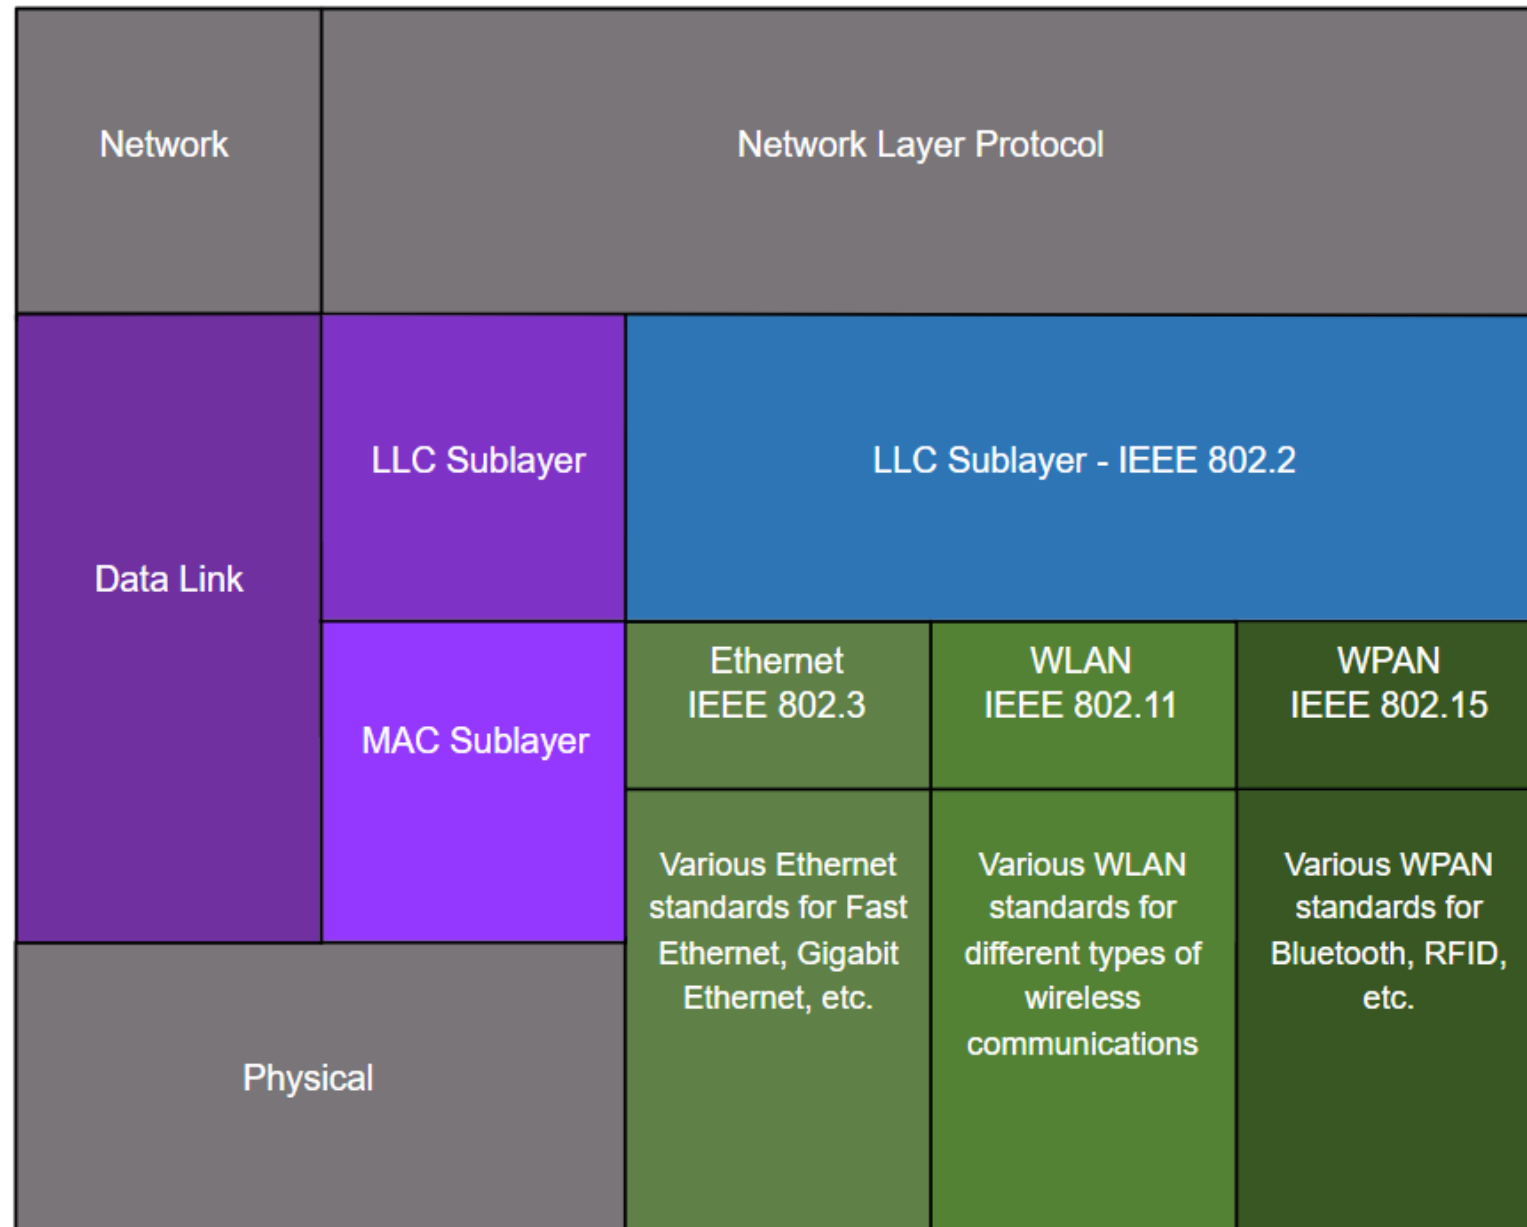 Network
Network Layer Protocol
Data Link
LLC Sublayer
LLC Sublayer - IEEE 802.2
MAC Sublayer
Ethernet
IEEE 802.3
WLAN
IEEE 802.11
WPAN
IEEE 802.15
Various Ethernet
standards for Fast
Ethernet, Gigabit
Ethernet, etc.
Various WLAN
standards for
different types of
wireless
communications
Various WPAN
standards for
Bluetooth, RFID,
etc.
Physical